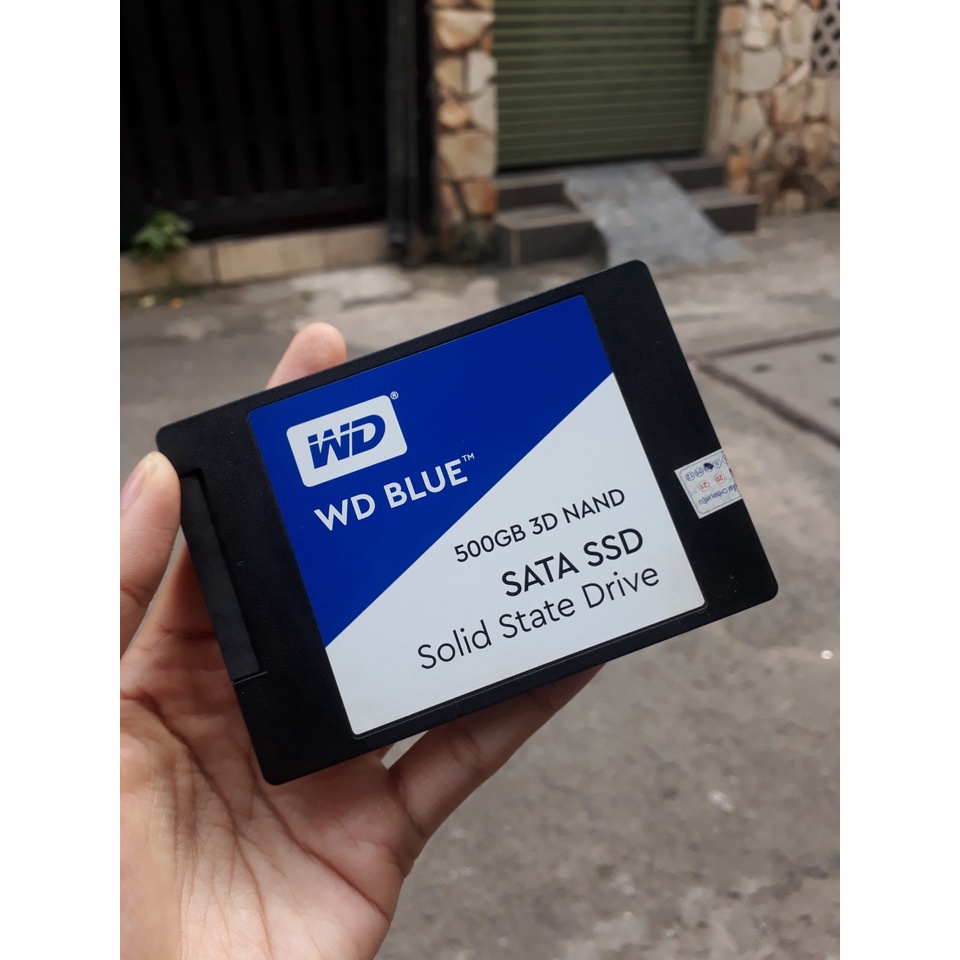 WD®
WD BLUE™
500GB 3D NAND
SATA SSD
Solid State Drive